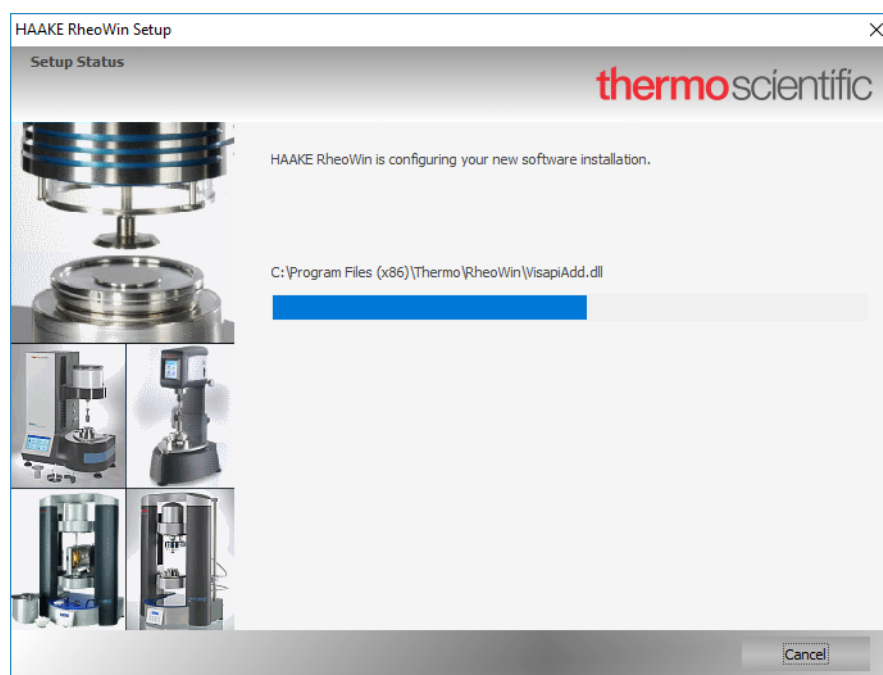 HAAKE RheoWin Setup
Setup Status
thermoscientific
HAAKE RheoWin is configuring your new software installation.
C:\Program Files (x86)\Thermo\RheoWin\VisapiAdd.dll
Cancel